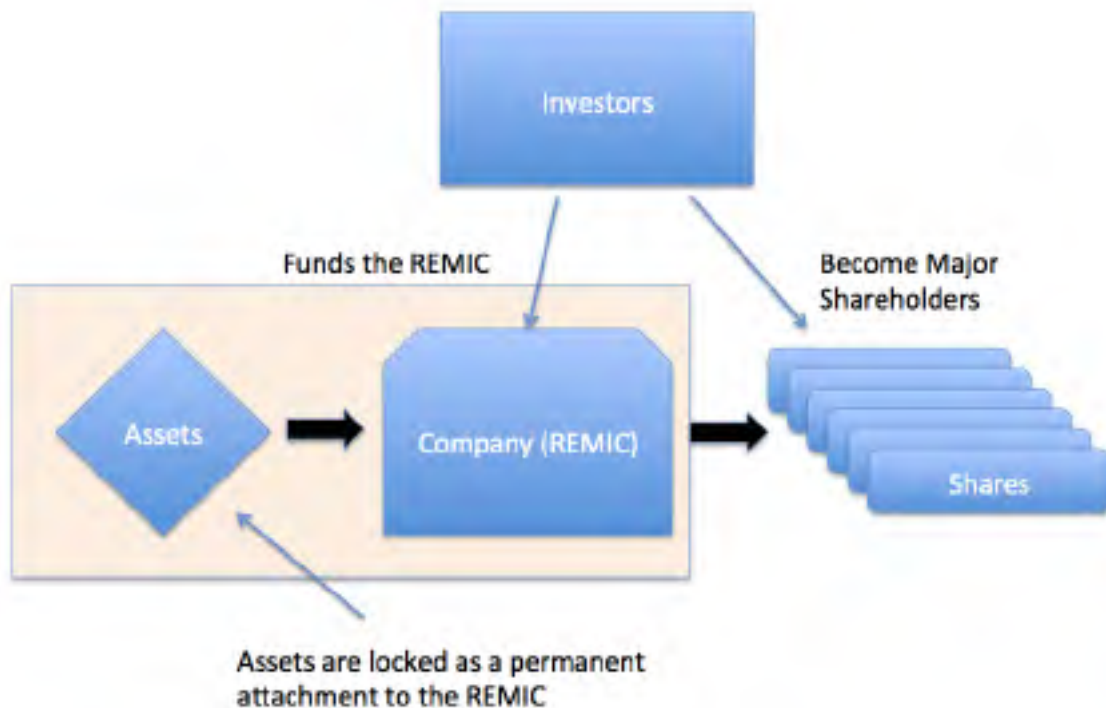 Investors
Funds the REMIC
Become Major
Shareholders
Assets
Company (REMIC)
Shares
Assets are locked as a permanent
attachment to the REMIC